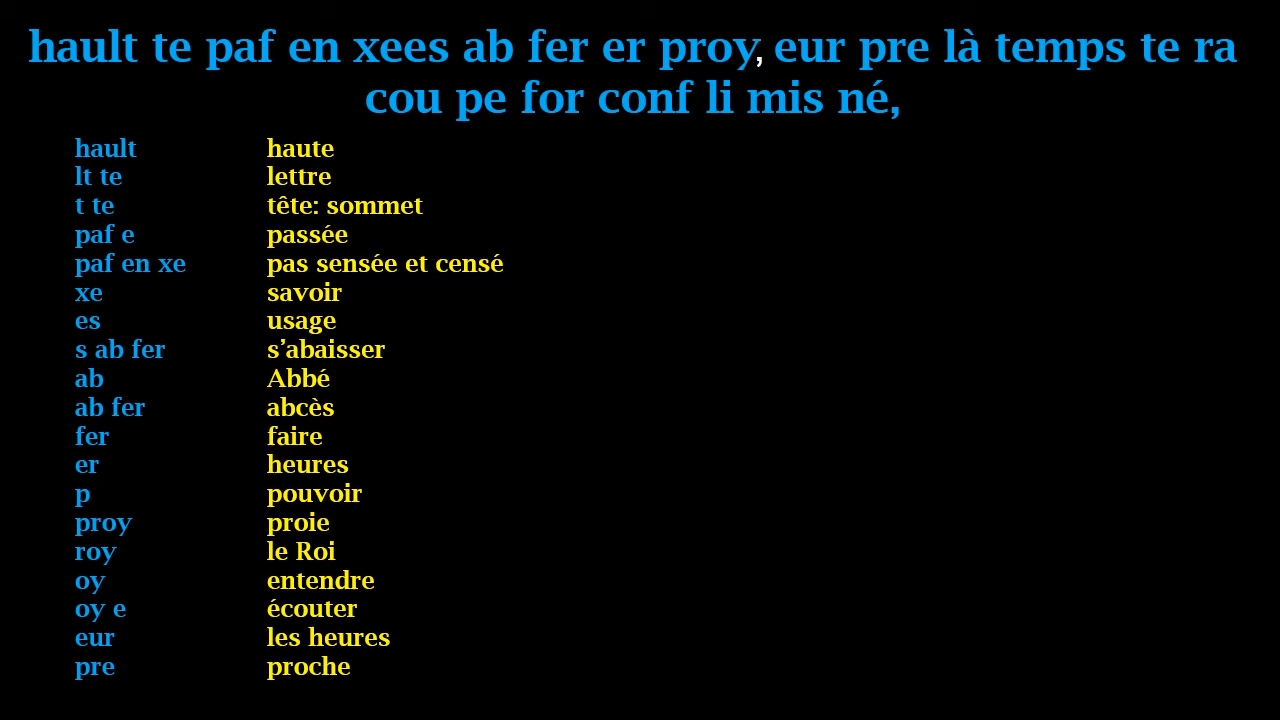 hault te paf en xees ab fer er proy, eur pre là temps te ra
cou pe for conf li mis né,
hault haute
lt te lettre
t te tête: sommet
paf e passée
paf en xe pas sensée et censé
xe savoir
es usage
s ab fer s’abaisser
ab Abbé
ab fer abcès
fer faire
er heures
p pouvoir
proy proie
roy le Roi
oy entendre
oy e écouter
eur les heures
pre proche